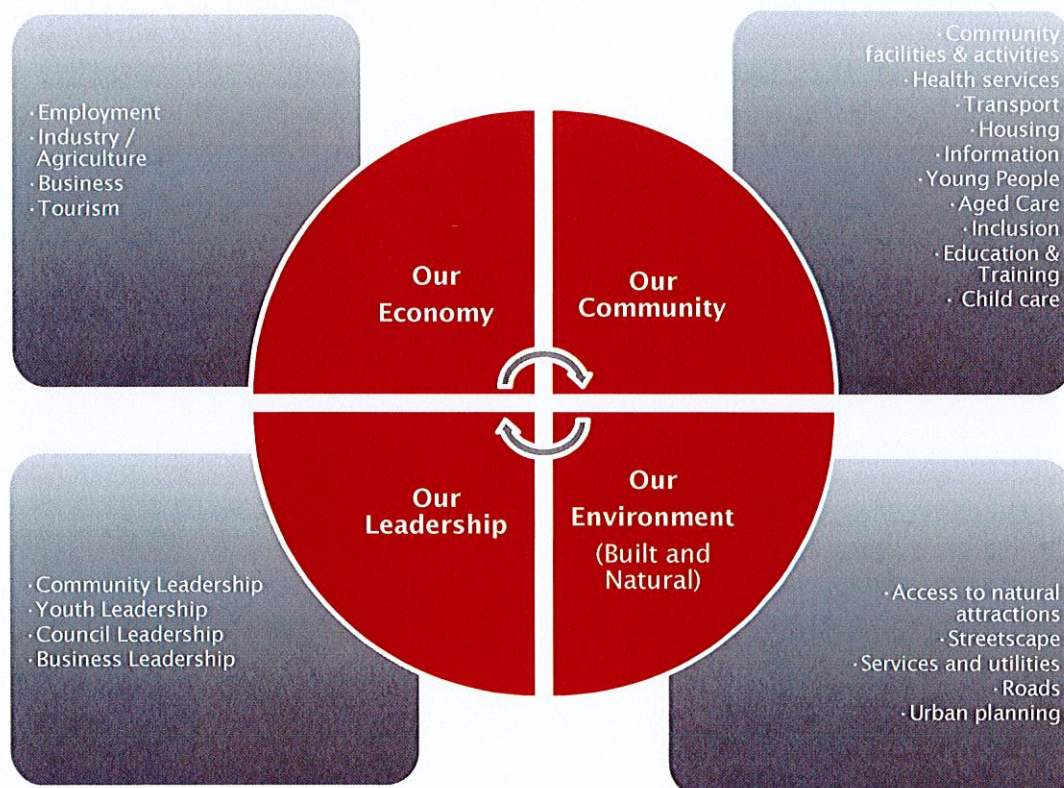 ·Employment
·Industry /
Agriculture
·Business
·Tourism
·Community
facilities & activities
·Health services
·Transport
·Housing
·Information
·Young People
·Aged Care
·Inclusion
·Education &
Training
·Child care
Our
Economy
Our
Community
Our
Leadership
Our
Environment
(Built and
Natural)
·Community Leadership
·Youth Leadership
·Council Leadership
·Business Leadership
·Access to natural
attractions
·Streetscape
·Services and utilities
·Roads
·Urban planning